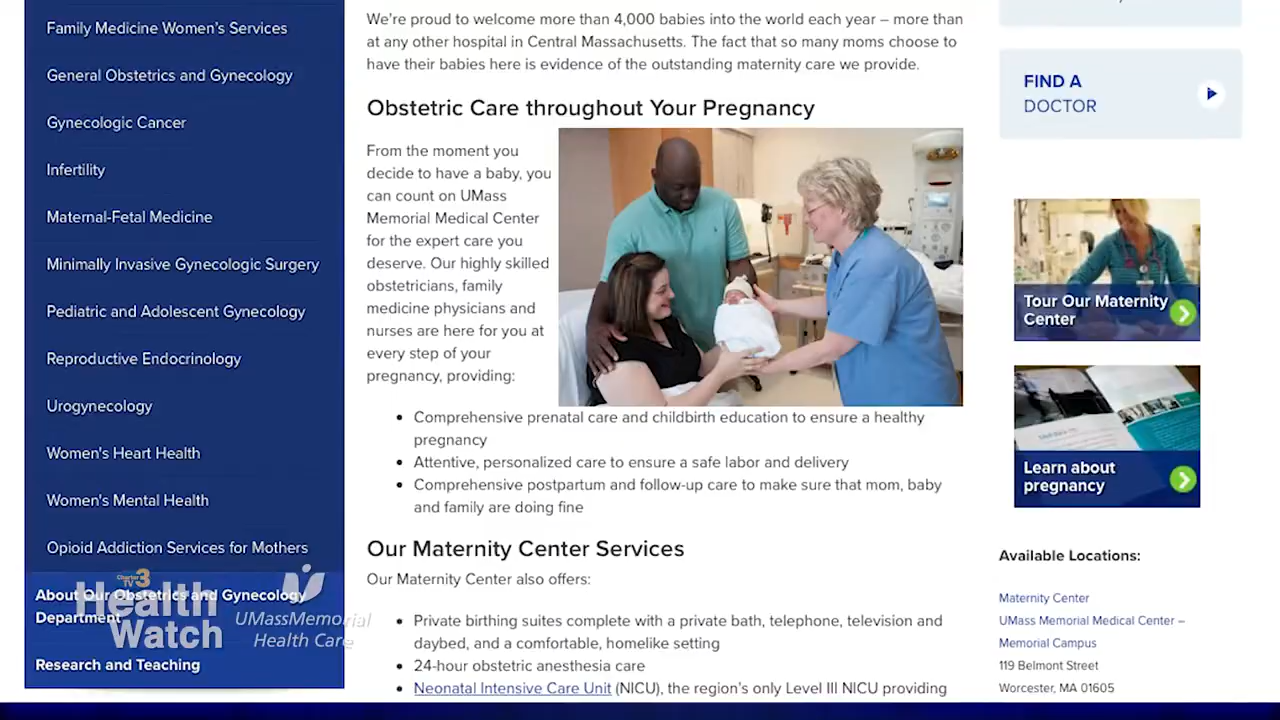 Family Medicine Women's Services
General Obstetrics and Gynecology
Gynecologic Cancer
Infertility
Maternal-Fetal Medicine
Minimally Invasive Gynecologic Surgery
Pediatric and Adolescent Gynecology
Reproductive Endocrinology
Urogynecology
Women's Heart Health
Women's Mental Health
Opioid Addiction Services for Mothers
About Our Obstetrics and Gynecology
Department
Research and Teaching
Charter
TV3
Health
Watch
UMassMemorial
Health Care
We're proud to welcome more than 4,000 babies into the world each year – more than
at any other hospital in Central Massachusetts. The fact that so many moms choose to
have their babies here is evidence of the outstanding maternity care we provide.
Obstetric Care throughout Your Pregnancy
From the moment you
decide to have a baby, you
can count on UMass
Memorial Medical Center
for the expert care you
deserve. Our highly skilled
obstetricians, family
medicine physicians and
nurses are here for you at
every step of your
pregnancy, providing:
• Comprehensive prenatal care and childbirth education to ensure a healthy
pregnancy
• Attentive, personalized care to ensure a safe labor and delivery
• Comprehensive postpartum and follow-up care to make sure that mom, baby
and family are doing fine
Our Maternity Center Services
Our Maternity Center also offers:
• Private birthing suites complete with a private bath, telephone, television and
daybed, and a comfortable, homelike setting
• 24-hour obstetric anesthesia care
• Neonatal Intensive Care Unit (NICU), the region's only Level III NICU providing
FIND A
DOCTOR
Tour Our Maternity
Center
Learn about
pregnancy
Available Locations:
Maternity Center
UMass Memorial Medical Center –
Memorial Campus
119 Belmont Street
Worcester, MA 01605